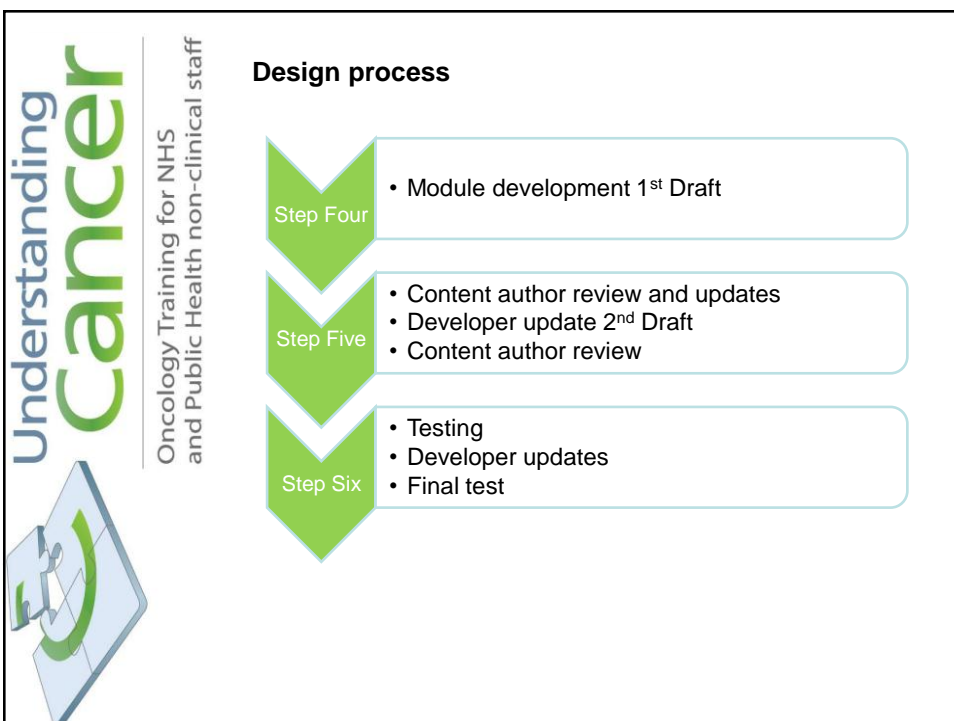 Understanding
Cancer
Oncology Training for NHS
and Public Health non-clinical staff
Design process
Step Four
• Module development 1st Draft
Step Five
• Content author review and updates
• Developer update 2nd Draft
• Content author review
Step Six
• Testing
• Developer updates
• Final test